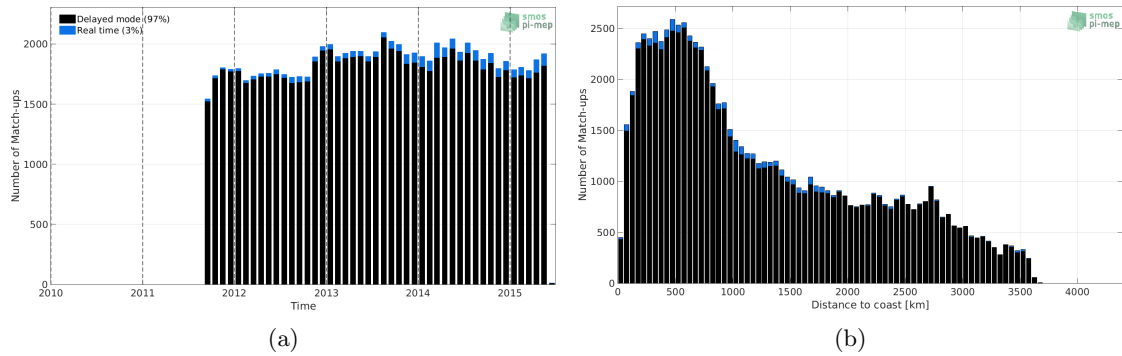 Delayed mode (97%)
Real time (3%)
smos
pi-mep
Number of Match-ups
2000
1500
1000
500
0
2010 2011 2012 2013 2014 2015
Time
(a)
smos
pi-mep
Number of Match-ups
2500
2000
1500
1000
500
0
0 500 1000 1500 2000 2500 3000 3500 4000
Distance to coast [km]
(b)